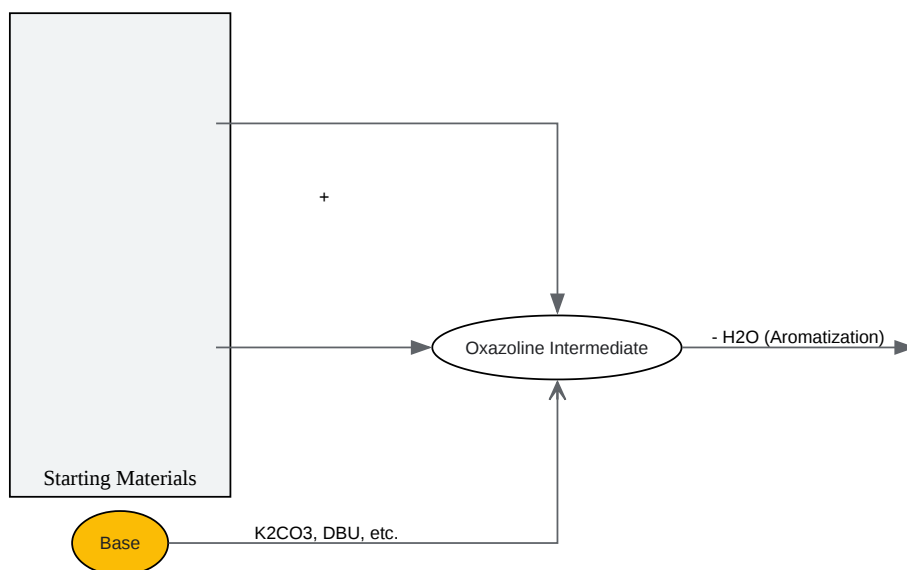 +
Oxazoline Intermediate
- H2O (Aromatization)
Starting Materials
Base
K2CO3, DBU, etc.